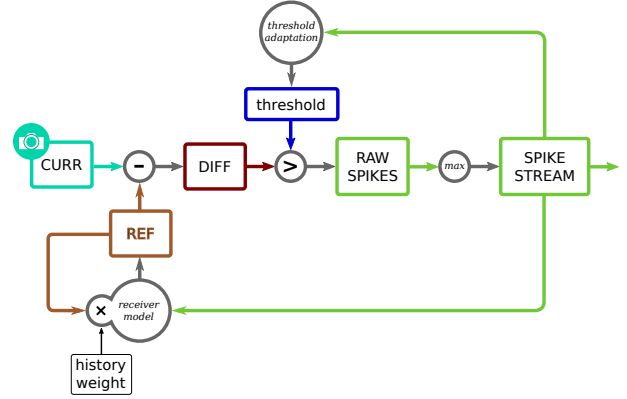 threshold
adaptation
threshold
CURR
-
DIFF
>
RAW
SPIKES
max
SPIKE
STREAM
REF
×
receiver
model
history
weight